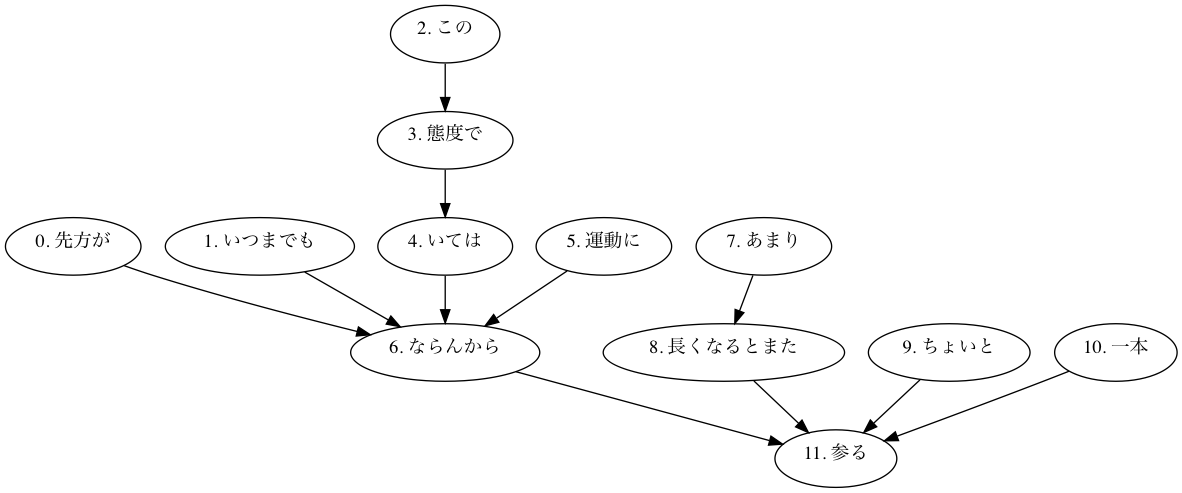 2. この
3. 態度で
0. 先方が
1. いつまでも
4. いては
5. 運動に
7. あまり
6. ならんから
8. 長くなるとまた
9. ちょいと
10. 一本
11. 参る